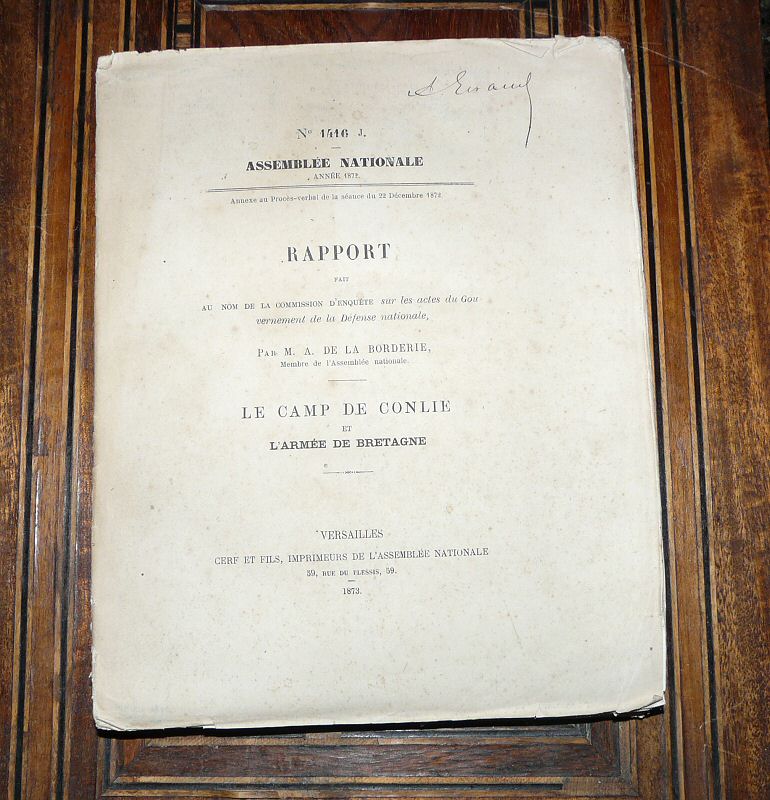 Nº 1416 J.
ASSEMBLÉE NATIONALE
ANNÉE 1872.
Annexe au Procès-verbal de la séance du 22 Décembre 1872.
RAPPORT
FAIT
AU NOM DE LA COMMISSION D'ENQUÊTE sur les actes du Gou
vernement de la Défense nationale,
PAR M. A. DE LA BORDERIE,
Membre de l'Assemblée nationale.
LE CAMP DE CONLIE
ET
L'ARMÉE DE BRETAGNE
VERSAILLES
CERF ET FILS, IMPRIMEURS DE L'ASSEMBLÉE NATIONALE
59, RUE DU PLESSIS, 59.
1873.